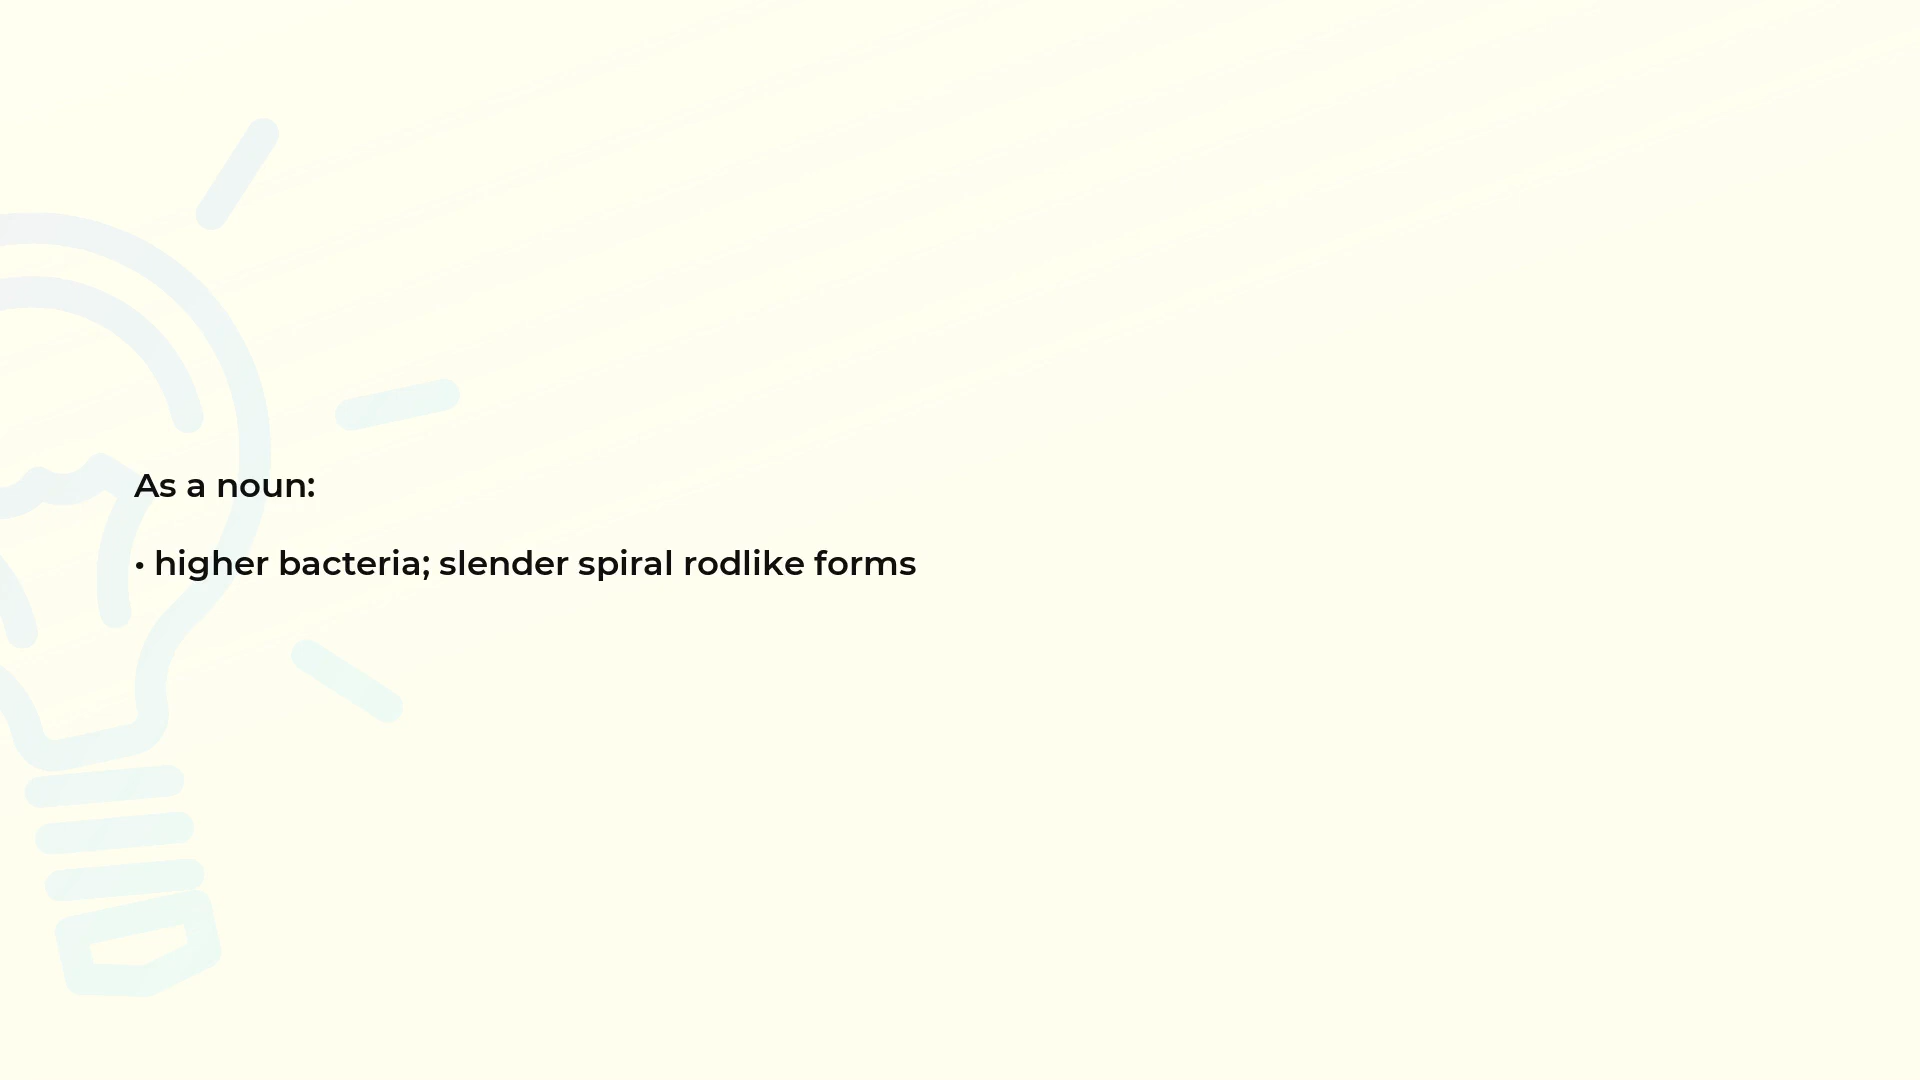 As a noun:
• higher bacteria; slender spiral rodlike forms